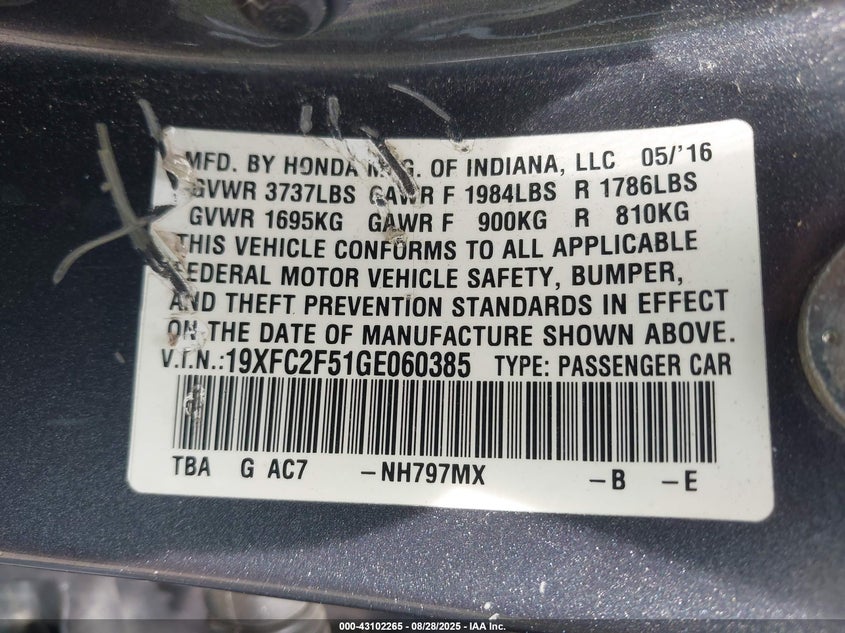 MFD. BY HONDA MFG. OF INDIANA, LLC 05/'16
GVWR 3737LBS GAWR F 1984LBS R 1786LBS
GVWR 1695KG GAWR F 900KG R 810KG
THIS VEHICLE CONFORMS TO ALL APPLICABLE
FEDERAL MOTOR VEHICLE SAFETY, BUMPER,
AND THEFT PREVENTION STANDARDS IN EFFECT
ON THE DATE OF MANUFACTURE SHOWN ABOVE.
V.I.N.:19XFC2F51GE060385 TYPE: PASSENGER CAR
TBA G AC7 -NH797MX -B -E
000-43102265 - 08/28/2025 - IAA Inc.